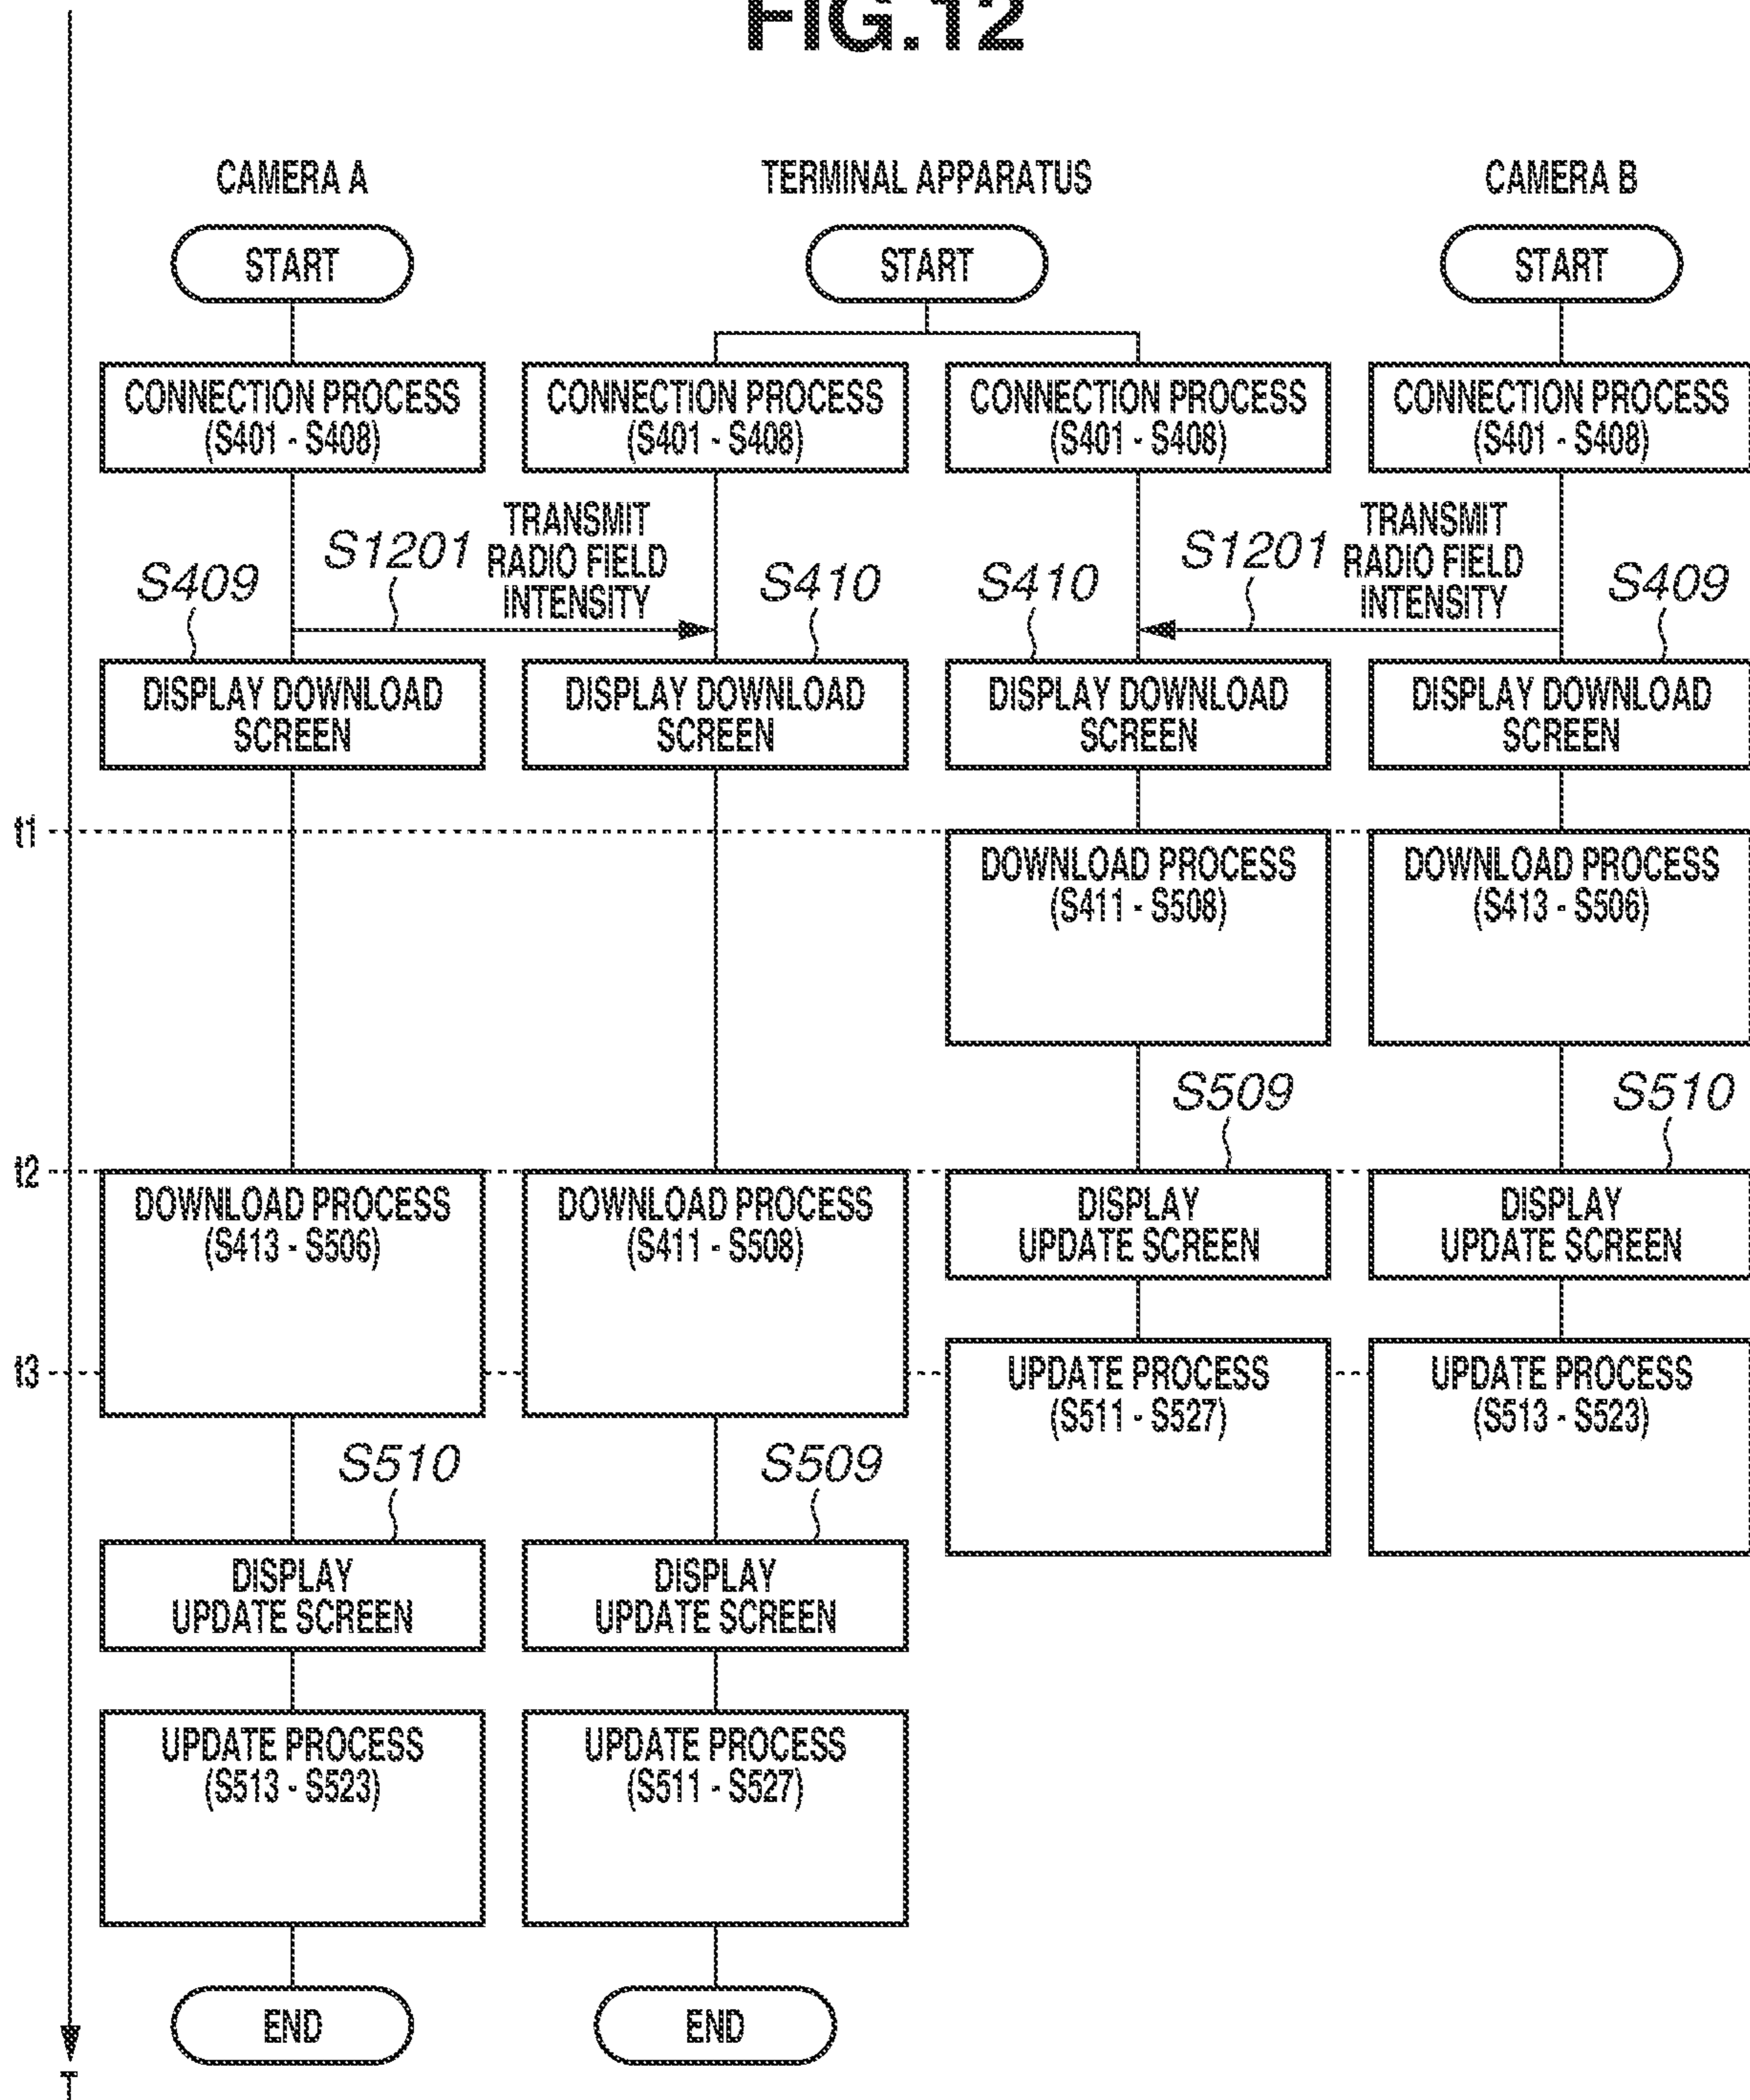 FIG.12
CAMERA A
TERMINAL APPARATUS
CAMERA B
START
START
START
CONNECTION PROCESS
(S401 - S408)
CONNECTION PROCESS
(S401 - S408)
CONNECTION PROCESS
(S401 - S408)
CONNECTION PROCESS
(S401 - S408)
S409
S1201
TRANSMIT
RADIO FIELD
INTENSITY
S410
S410
S1201
TRANSMIT
RADIO FIELD
INTENSITY
S409
DISPLAY DOWNLOAD
SCREEN
DISPLAY DOWNLOAD
SCREEN
DISPLAY DOWNLOAD
SCREEN
DISPLAY DOWNLOAD
SCREEN
t1
DOWNLOAD PROCESS
(S411 - S508)
DOWNLOAD PROCESS
(S413 - S506)
S509
S510
t2
DOWNLOAD PROCESS
(S413 - S506)
DOWNLOAD PROCESS
(S411 - S508)
DISPLAY
UPDATE SCREEN
DISPLAY
UPDATE SCREEN
t3
UPDATE PROCESS
(S511 - S527)
UPDATE PROCESS
(S513 - S523)
S510
S509
DISPLAY
UPDATE SCREEN
DISPLAY
UPDATE SCREEN
UPDATE PROCESS
(S513 - S523)
UPDATE PROCESS
(S511 - S527)
END
END
T